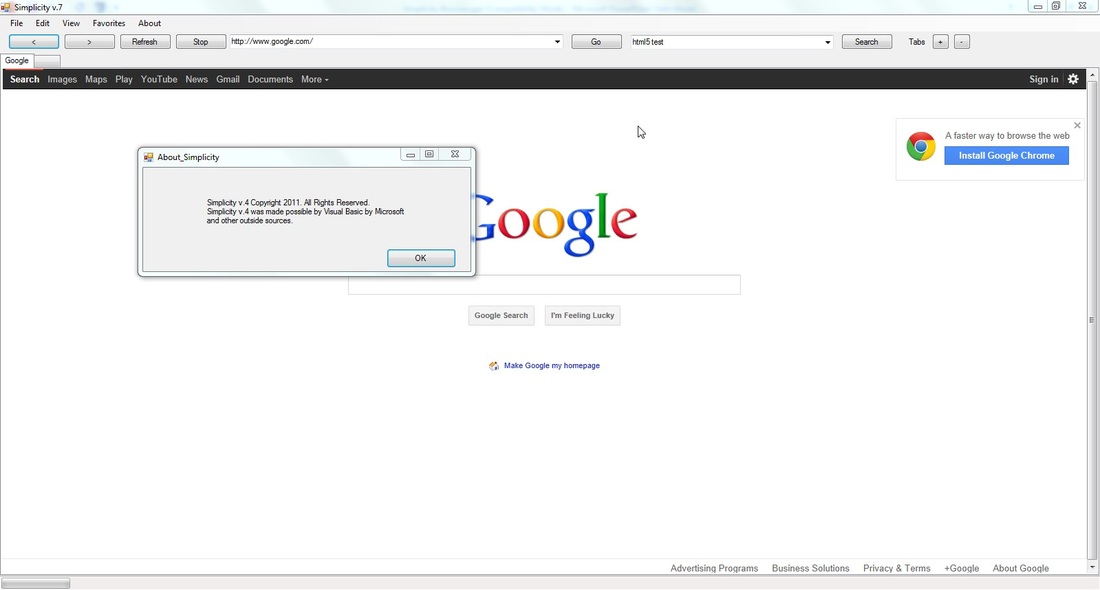 Simplicity v.7
File Edit View Favorites About
< > Refresh Stop http://www.google.com/ Go html5 test Search Tabs + -
Google
Search Images Maps Play YouTube News Gmail Documents More Sign in
A faster way to browse the web
Install Google Chrome
About_Simplicity
Simplicity v.4 Copyright 2011. All Rights Reserved.
Simplicity v.4 was made possible by Visual Basic by Microsoft
and other outside sources.
OK
Google
Google Search I'm Feeling Lucky
Make Google my homepage
Advertising Programs Business Solutions Privacy & Terms +Google About Google